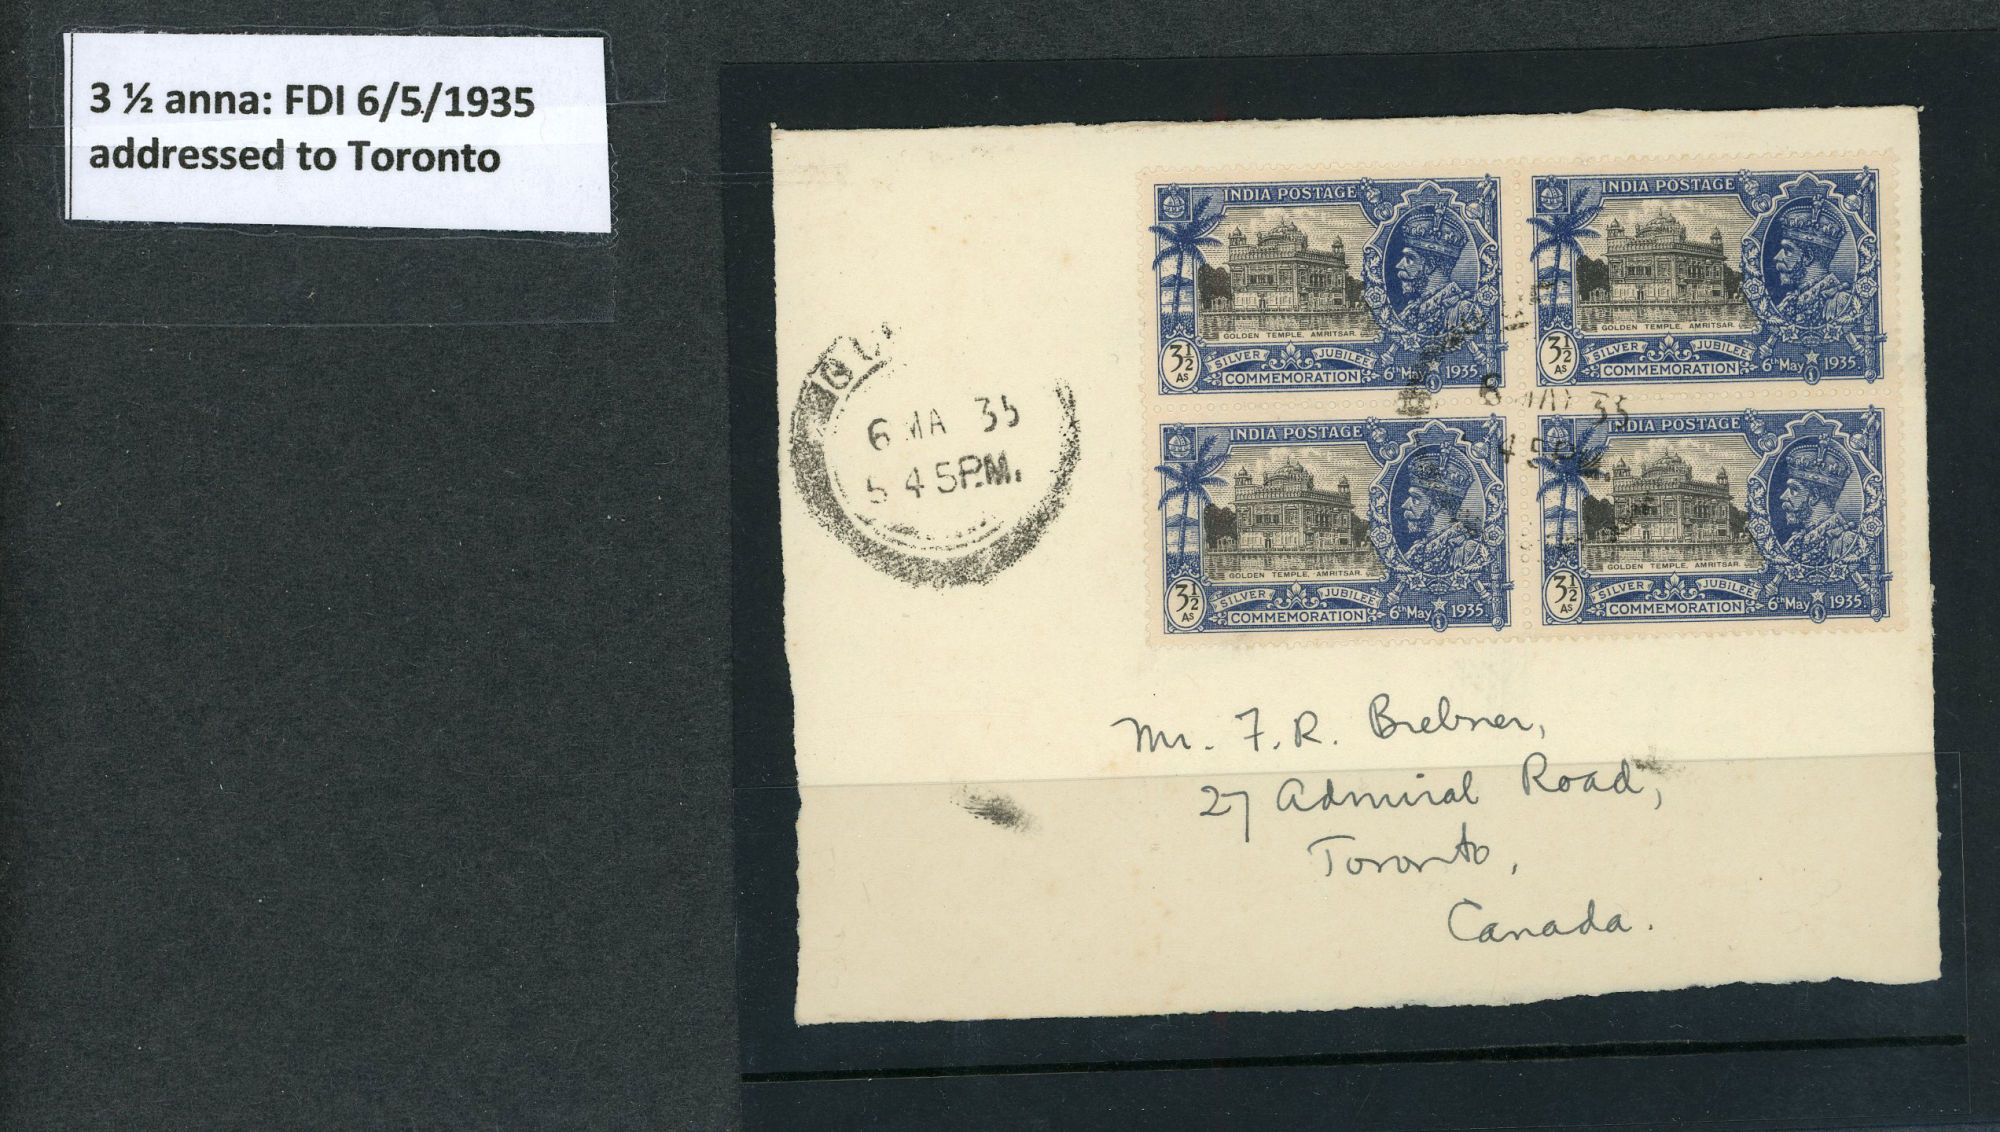 3 ½ anna: FDI 6/5/1935
addressed to Toronto
INDIA POSTAGE
GOLDEN TEMPLE, AMRITSAR.
3½ AS
SILVER JUBILEE
COMMEMORATION
6th May 1935.
INDIA POSTAGE
GOLDEN TEMPLE, AMRITSAR.
3½ AS
SILVER JUBILEE
COMMEMORATION
6th May 1935.
INDIA POSTAGE
GOLDEN TEMPLE, AMRITSAR.
3½ AS
SILVER JUBILEE
COMMEMORATION
6th May 1935.
INDIA POSTAGE
GOLDEN TEMPLE, AMRITSAR.
3½ AS
SILVER JUBILEE
COMMEMORATION
6th May 1935.
6 MA 35
5 45 P.M.
Mr. F. R. Brebner,
27 Admiral Road,
Toronto,
Canada.